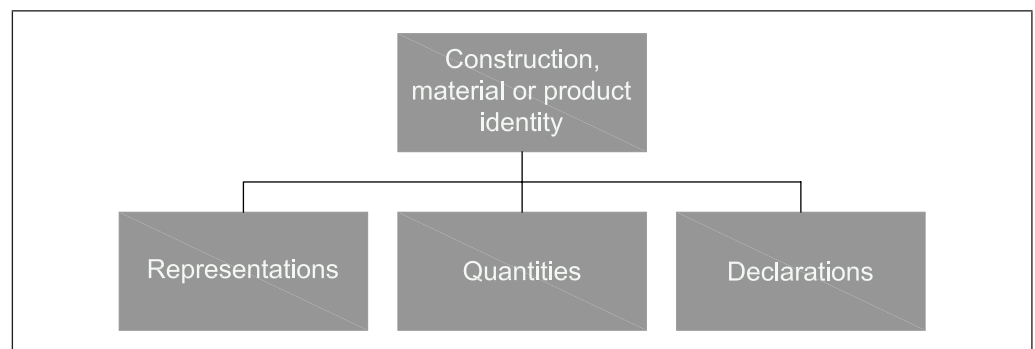 Construction,
material or product
identity
Representations
Quantities
Declarations